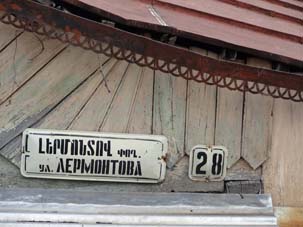 ԼԵՐՄՈՆՏՈՎ ՓՈՂ.
ул. ЛЕРМОНТОВА
28